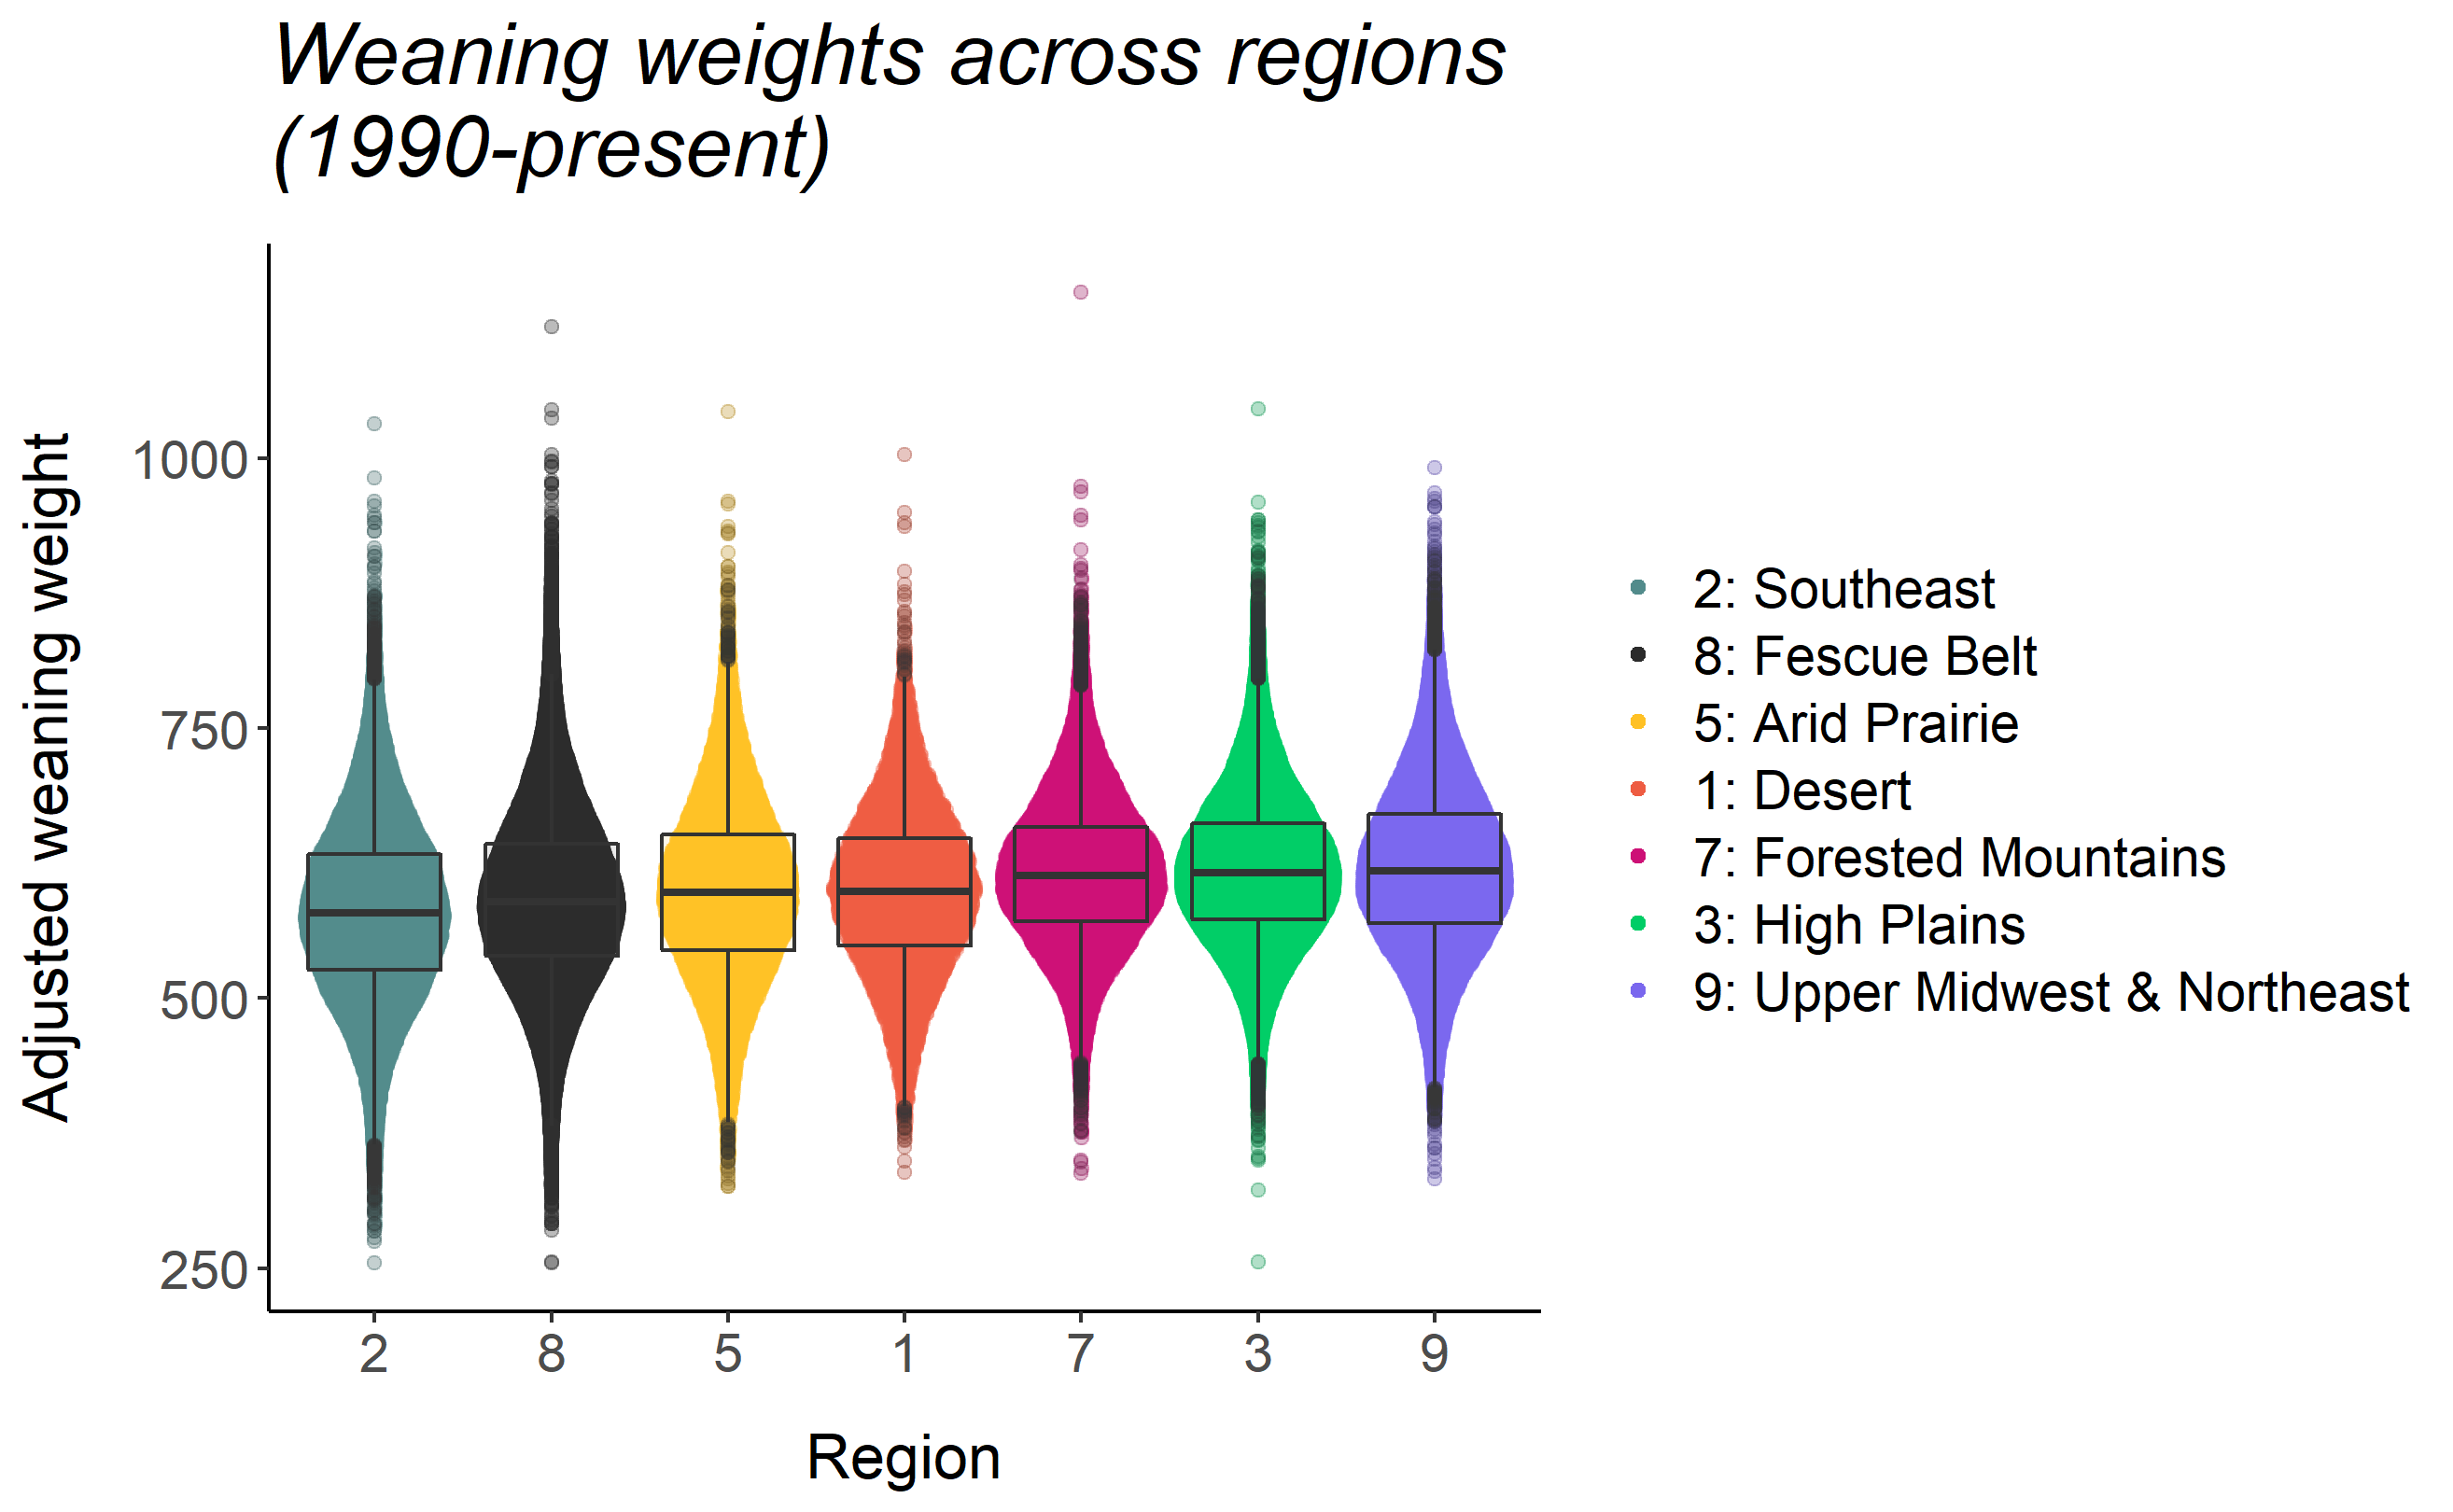 Weaning weights across regions
(1990-present)
Adjusted weaning weight
1000
750
500
250
2 8 5 1 7 3 9
Region
2: Southeast
8: Fescue Belt
5: Arid Prairie
1: Desert
7: Forested Mountains
3: High Plains
9: Upper Midwest & Northeast